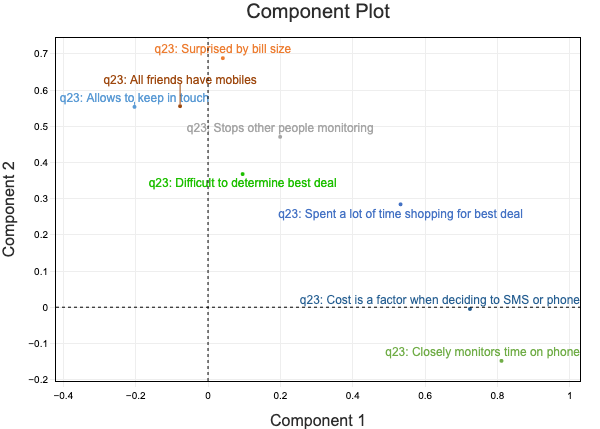 Component Plot
q23: Surprised by bill size
q23: All friends have mobiles
q23: Allows to keep in touch
q23: Stops other people monitoring
q23: Difficult to determine best deal
q23: Spent a lot of time shopping for best deal
q23: Cost is a factor when deciding to SMS or phone
q23: Closely monitors time on phone
Component 2
0.7
0.6
0.5
0.4
0.3
0.2
0.1
0
−0.1
−0.2
−0.4
−0.2
0
0.2
0.4
0.6
0.8
1
Component 1